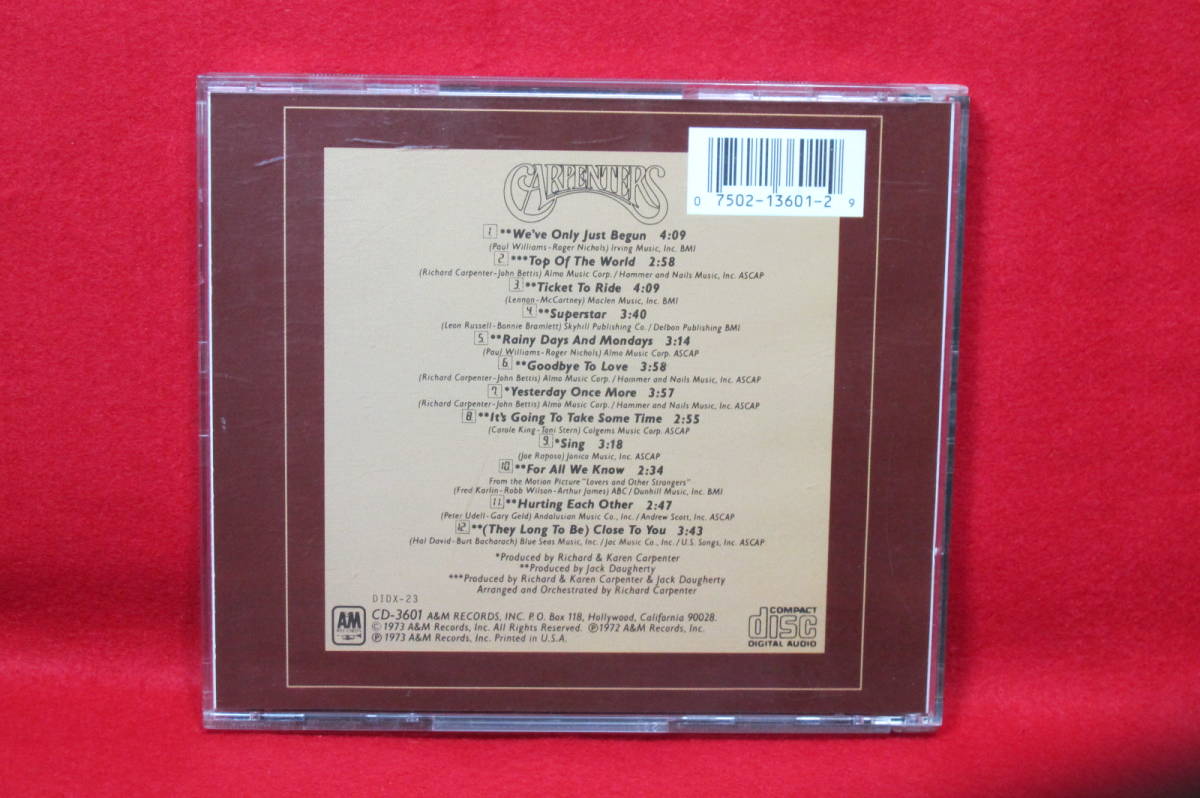 CARPENTERS
0 7502-13601-2 9
1 **We've Only Just Begun 4:09
(Paul Williams-Roger Nichols) Irving Music, Inc. BMI
2 ***Top Of The World 2:58
(Richard Carpenter-John Bettis) Almo Music Corp./Hammer and Nails Music, Inc. ASCAP
3 **Ticket To Ride 4:09
(Lennon-McCartney) Maclen Music, Inc. BMI
4 **Superstar 3:40
(Leon Russell-Bonnie Bramlett) Skyhill Publishing Co./Delbon Publishing BMI
5. **Rainy Days And Mondays 3:14
(Paul Williams-Roger Nichols) Almo Music Corp. ASCAP
6. **Goodbye To Love 3:58
(Richard Carpenter-John Bettis) Almo Music Corp./Hammer and Nails Music, Inc. ASCAP
7. *Yesterday Once More 3:57
(Richard Carpenter-John Bettis) Almo Music Corp./Hammer and Nails Music, Inc. ASCAP
8. **It's Going To Take Some Time 2:55
(Carole King-Toni Stern) Colgems Music Corp. ASCAP
9. *Sing 3:18
(Joe Raposo) Jonico Music, Inc. ASCAP
10. **For All We Know 2:34
From the Motion Picture "Lovers and Other Strangers"
(Fred Karlin-Robb Wilson-Arthur James) ABC/Dunhill Music, Inc. BMI
11. **Hurting Each Other 2:47
(Peter Udell-Gary Geld) Andalusian Music Co., Inc./Andrew Scott, Inc. ASCAP
12. **(They Long To Be) Close To You 3:43
(Hal David-Burt Bacharach) Blue Seas Music, Inc./Jac Music Co., Inc./U.S. Songs, Inc. ASCAP
*Produced by Richard & Karen Carpenter
**Produced by Jack Daugherty
***Produced by Richard & Karen Carpenter & Jack Daugherty
Arranged and Orchestrated by Richard Carpenter
DIDX-23
AM RECORDS
CD-3601 A&M RECORDS, INC. P.O. Box 118, Hollywood, California 90028.
©1973 A&M Records, Inc. All Rights Reserved. ℗1972 A&M Records, Inc.
℗1973 A&M Records, Inc. Printed in U.S.A.
COMPACT
disc
DIGITAL AUDIO